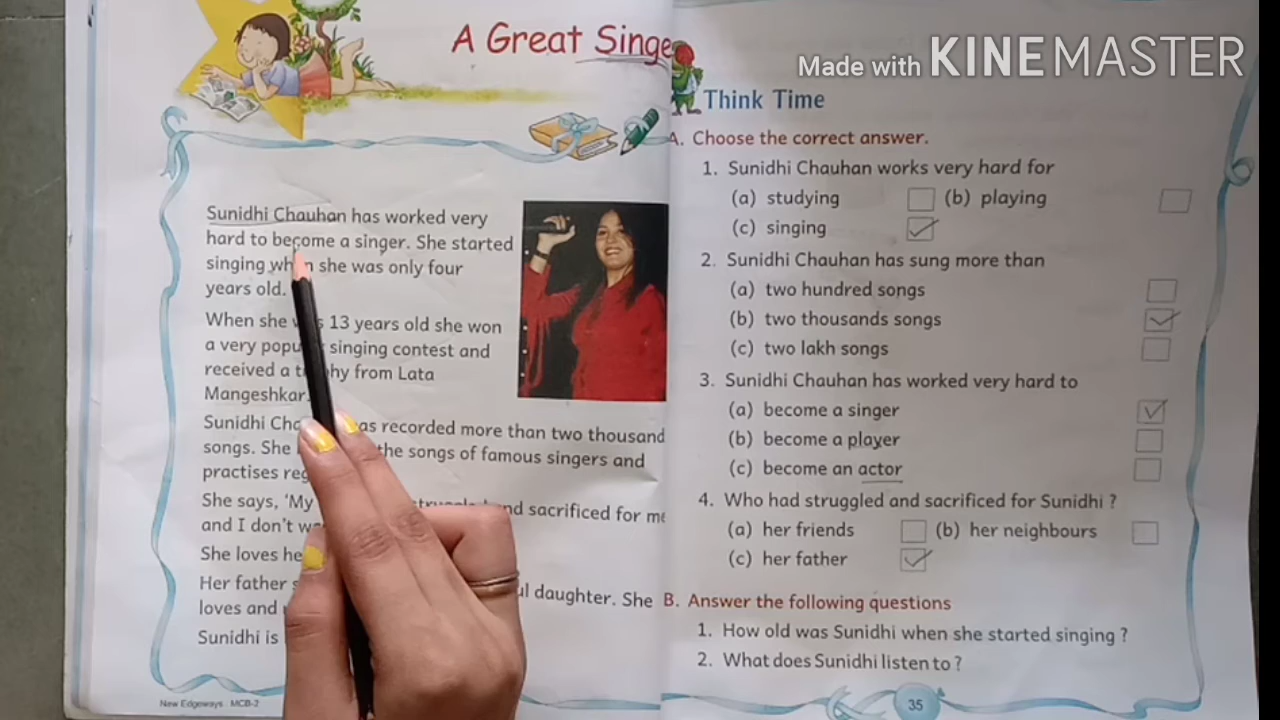 A Great Singe
Sunidhi Chauhan has worked very
hard to become a singer. She started
singing when she was only four
years old.
When she 13 years old she won
a very singing contest and
received a from Lata
Mangeshkar.
Sunidhi as recorded more than two thousand
songs. She the songs of famous singers and
practises
She says, ‘My and sacrificed for me
and I don't
She loves
Her father daughter. She
loves and
Sunidhi is
New Edgeways MCB-2
Made with KINEMASTER
Think Time
A. Choose the correct answer.
1. Sunidhi Chauhan works very hard for
(a) studying (b) playing
(c) singing
2. Sunidhi Chauhan has sung more than
(a) two hundred songs
(b) two thousands songs
(c) two lakh songs
3. Sunidhi Chauhan has worked very hard to
(a) become a singer
(b) become a player
(c) become an actor
4. Who had struggled and sacrificed for Sunidhi ?
(a) her friends (b) her neighbours
(c) her father
B. Answer the following questions
1. How old was Sunidhi when she started singing ?
2. What does Sunidhi listen to ?
35